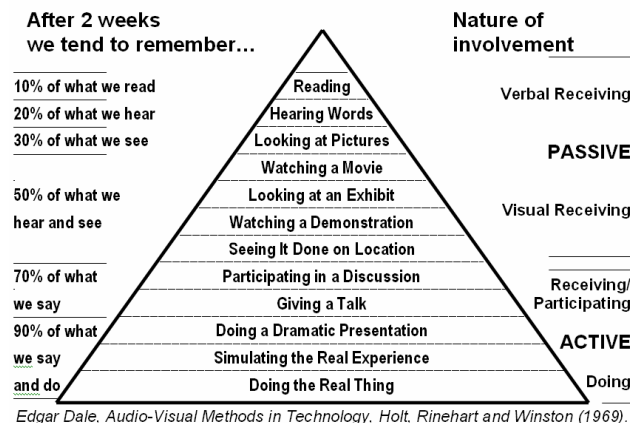 After 2 weeks
we tend to remember...
Nature of
involvement
10% of what we read
20% of what we hear
30% of what we see
50% of what we
hear and see
70% of what
we say
90% of what
we say
and do
Reading
Hearing Words
Looking at Pictures
Watching a Movie
Looking at an Exhibit
Watching a Demonstration
Seeing It Done on Location
Participating in a Discussion
Giving a Talk
Doing a Dramatic Presentation
Simulating the Real Experience
Doing the Real Thing
Verbal Receiving
PASSIVE
Visual Receiving
Receiving/
Participating
ACTIVE
Doing
Edgar Dale, Audio-Visual Methods in Technology, Holt, Rinehart and Winston (1969).